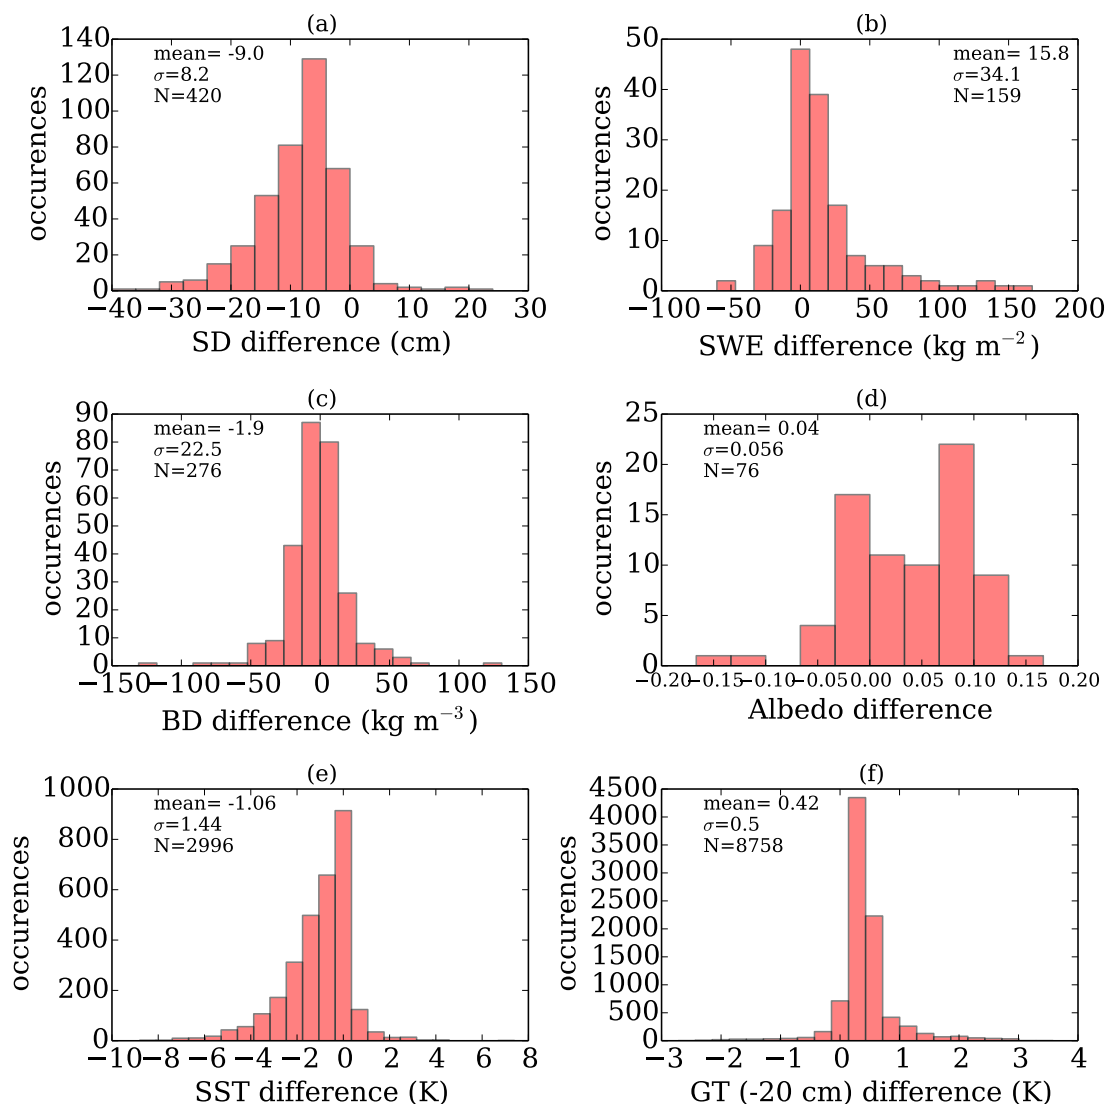 (a)
140
120
100
80
60
40
20
0
occurences
mean= -9.0
σ=8.2
N=420
−40 −30 −20 −10 0 10 20 30
SD difference (cm)
(b)
50
40
30
20
10
0
occurences
mean= 15.8
σ=34.1
N=159
−100 −50 0 50 100 150 200
SWE difference (kg m⁻²)
(c)
90
80
70
60
50
40
30
20
10
0
occurences
mean= -1.9
σ=22.5
N=276
−150 −100 −50 0 50 100 150
BD difference (kg m⁻³)
(d)
25
20
15
10
5
0
occurences
mean= 0.04
σ=0.056
N=76
−0.20 −0.15 −0.10 −0.05 0.00 0.05 0.10 0.15 0.20
Albedo difference
(e)
1000
800
600
400
200
0
occurences
mean= -1.06
σ=1.44
N=2996
−10 −8 −6 −4 −2 0 2 4 6 8
SST difference (K)
(f)
4500
4000
3500
3000
2500
2000
1500
1000
500
0
occurences
mean= 0.42
σ=0.5
N=8758
−3 −2 −1 0 1 2 3 4
GT (-20 cm) difference (K)